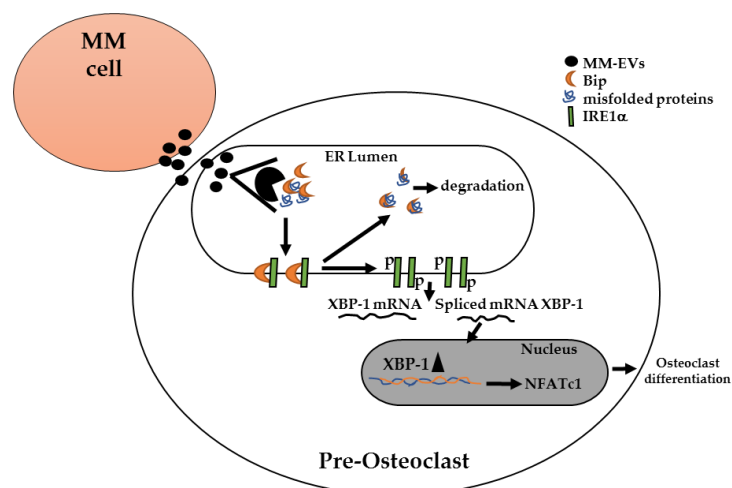 MM
cell
MM-EVs
Bip
misfolded proteins
IRE1α
ER Lumen
degradation
p
p
p
p
XBP-1 mRNA
Spliced mRNA XBP-1
Nucleus
XBP-1
NFATc1
Osteoclast
differentiation
Pre-Osteoclast